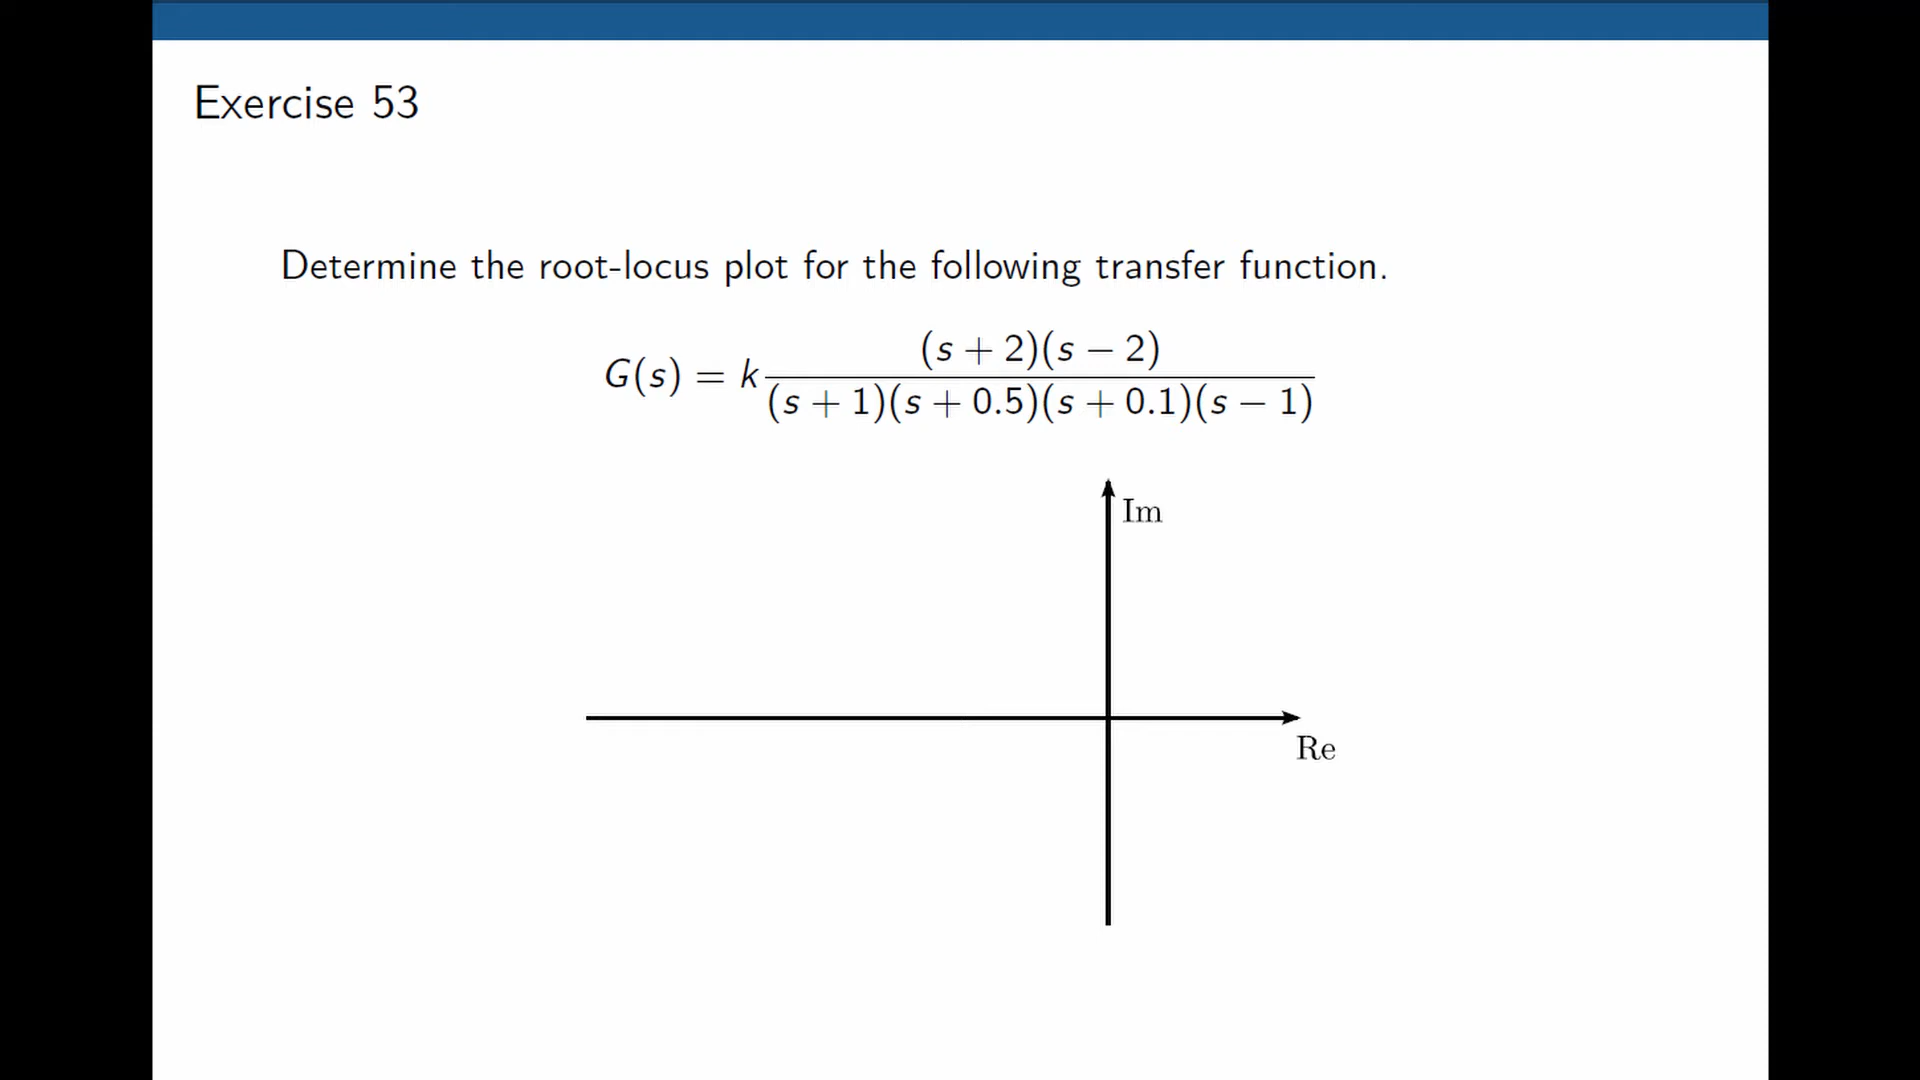 Exercise 53
Determine the root-locus plot for the following transfer function.
G(s) = k (s + 2)(s − 2) / (s + 1)(s + 0.5)(s + 0.1)(s − 1)
Im
Re